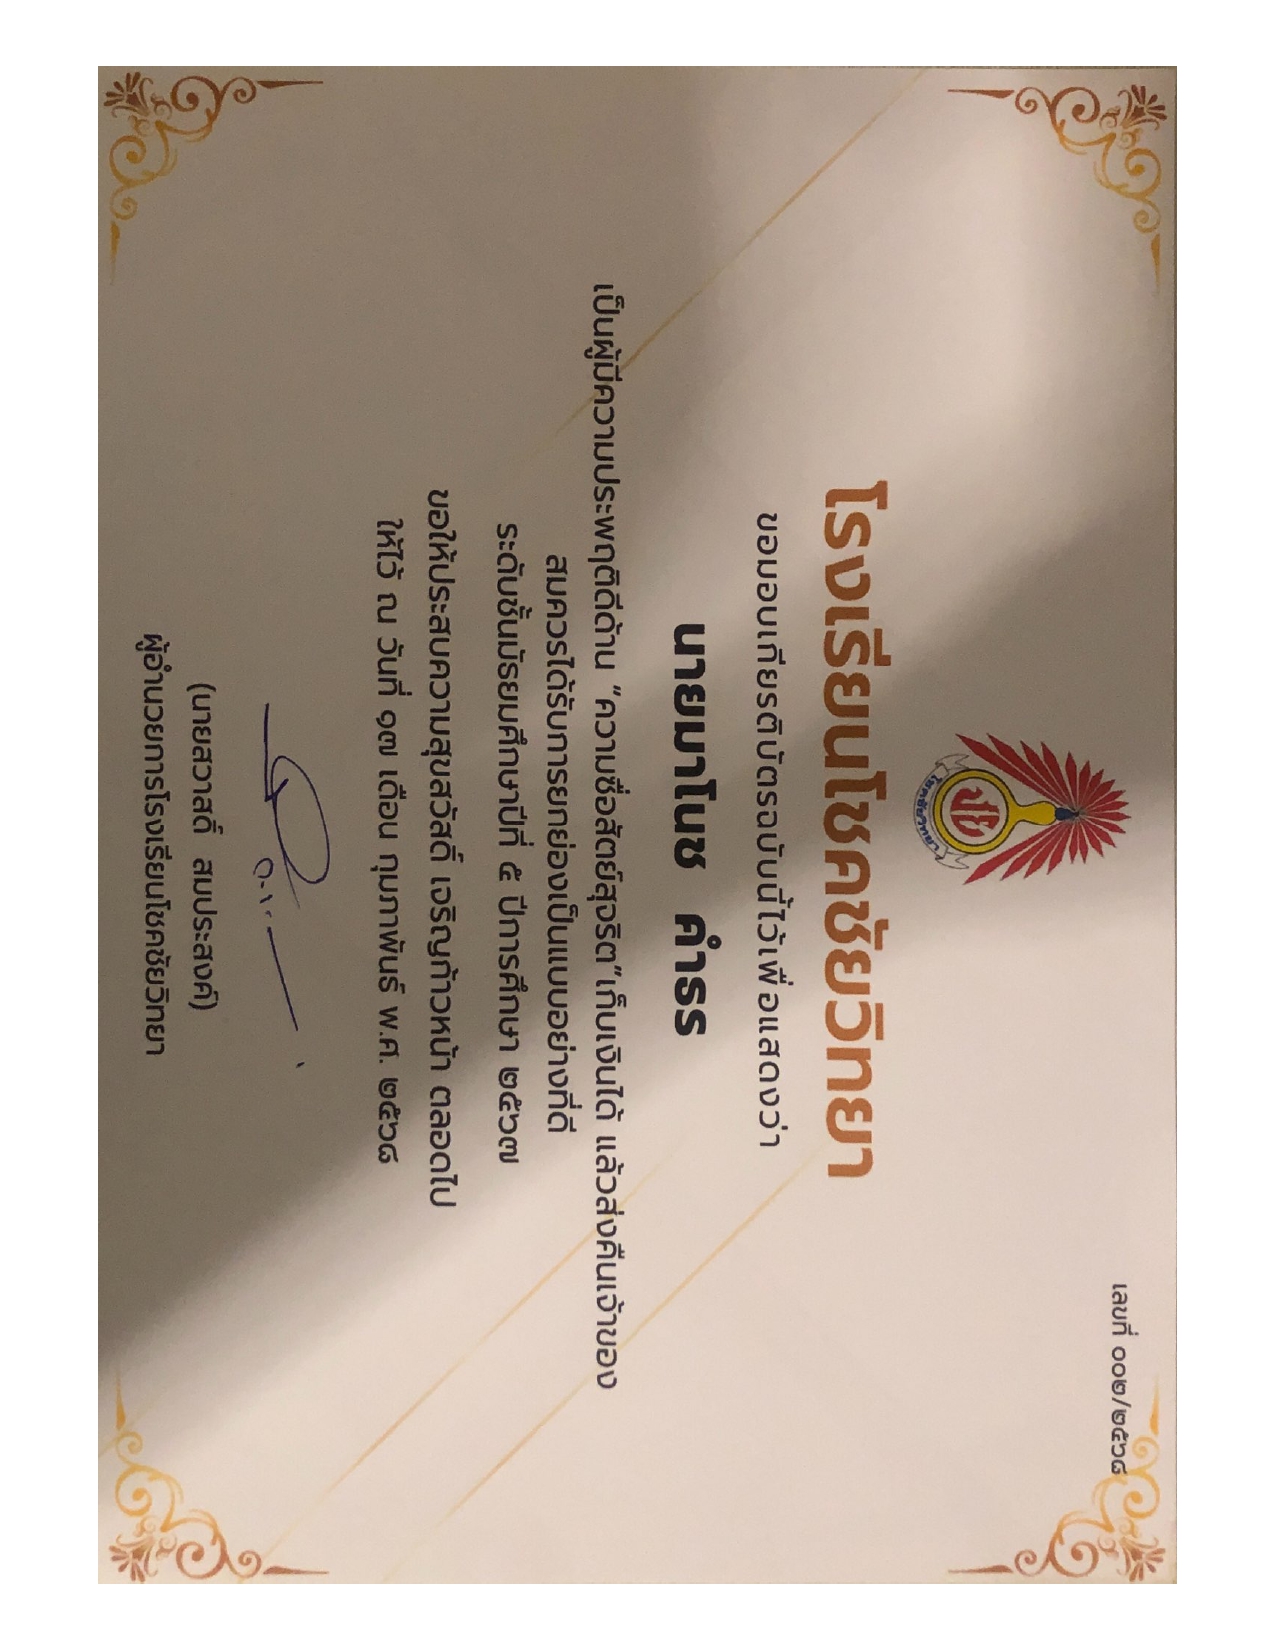 เลขที่ ๐๐๒/๒๕๖๘
โชคชัยวิทยา
โรงเรียนโชคชัยวิทยา
ขอมอบเกียรติบัตรฉบับนี้ไว้เพื่อแสดงว่า
นายมาโนช คำรร
เป็นผู้มีความประพฤติดีด้าน "ความซื่อสัตย์สุจริต"เก็บเงินได้ แล้วส่งคืนเจ้าของ
สมควรได้รับการยกย่องเป็นแบบอย่างที่ดี
ระดับชั้นมัธยมศึกษาปีที่ ๕ ปีการศึกษา ๒๕๖๗
ขอให้ประสบความสุขสวัสดิ์ เจริญก้าวหน้า ตลอดไป
ให้ไว้ ณ วันที่ ๑๗ เดือน กุมภาพันธ์ พ.ศ. ๒๕๖๘
(นายสวาสดิ์ สมประสงค์)
ผู้อำนวยการโรงเรียนโชคชัยวิทยา